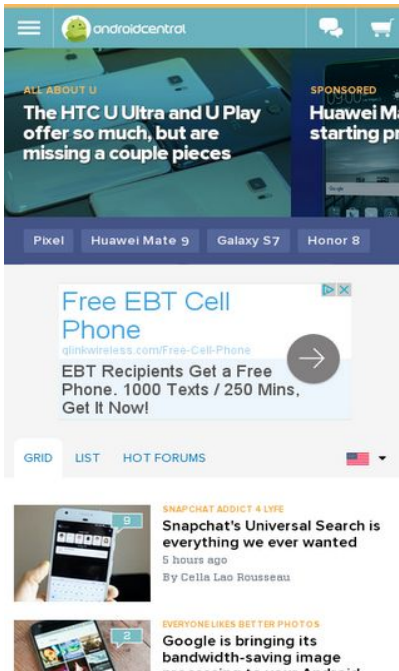 androidcentral
ALL ABOUT U
The HTC U Ultra and U Play
offer so much, but are
missing a couple pieces
SPONSORED
Huawei M
starting pr
Pixel
Huawei Mate 9
Galaxy S7
Honor 8
Free EBT Cell
Phone
qlinkwireless.com/Free-Cell-Phone
EBT Recipients Get a Free
Phone. 1000 Texts / 250 Mins,
Get It Now!
GRID
LIST
HOT FORUMS
9
SNAPCHAT ADDICT 4 LYFE
Snapchat's Universal Search is
everything we ever wanted
5 hours ago
By Cella Lao Rousseau
2
EVERYONE LIKES BETTER PHOTOS
Google is bringing its
bandwidth-saving image